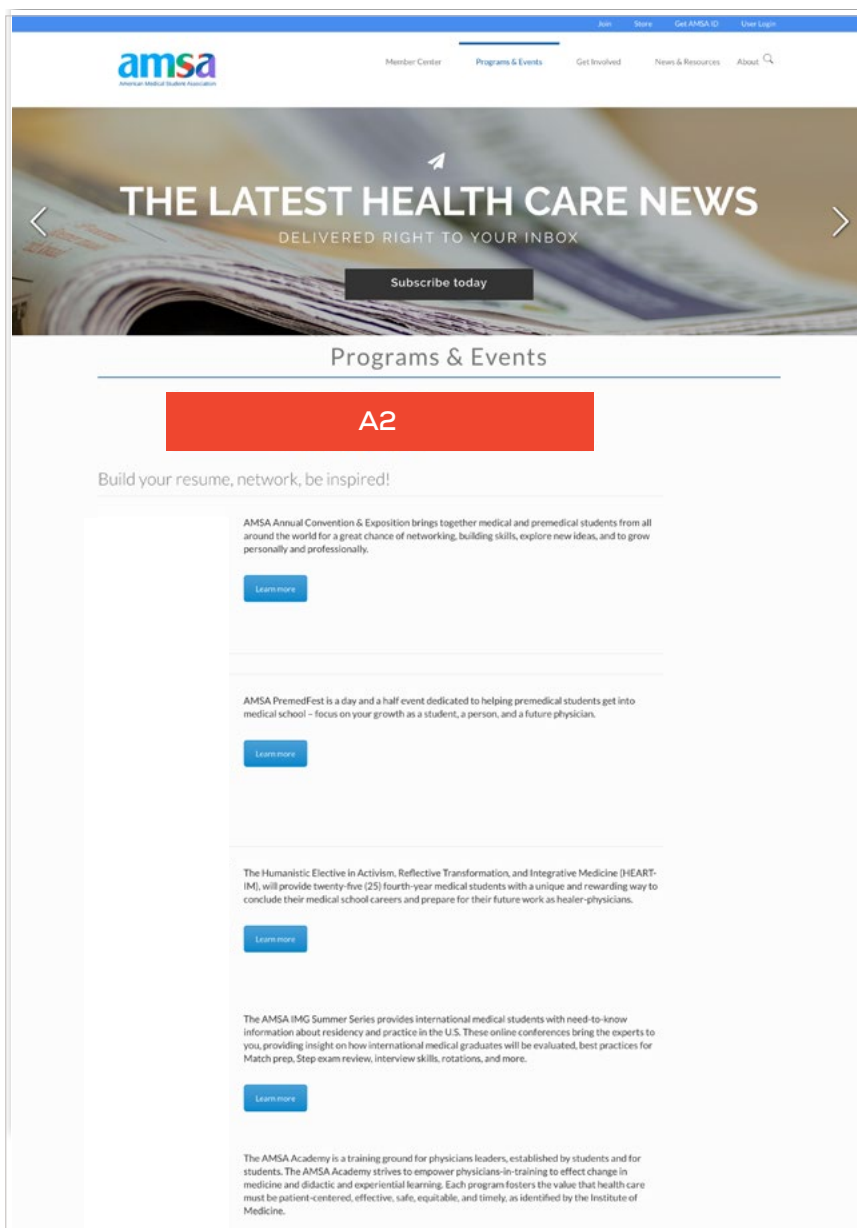 Join Store Get AMSA ID User Login
amsa
American Medical Student Association
Member Center Programs & Events Get Involved News & Resources About
THE LATEST HEALTH CARE NEWS
DELIVERED RIGHT TO YOUR INBOX
Subscribe today
Programs & Events
A2
Build your resume, network, be inspired!
AMSA Annual Convention & Exposition brings together medical and premedical students from all
around the world for a great chance of networking, building skills, explore new ideas, and to grow
personally and professionally.
Learn more
AMSA PremedFest is a day and a half event dedicated to helping premedical students get into
medical school – focus on your growth as a student, a person, and a future physician.
Learn more
The Humanistic Elective in Activism, Reflective Transformation, and Integrative Medicine (HEART-
IM), will provide twenty-five (25) fourth-year medical students with a unique and rewarding way to
conclude their medical school careers and prepare for their future work as healer-physicians.
Learn more
The AMSA IMG Summer Series provides international medical students with need-to-know
information about residency and practice in the U.S. These online conferences bring the experts to
you, providing insight on how international medical graduates will be evaluated, best practices for
Match prep, Step exam review, interview skills, rotations, and more.
Learn more
The AMSA Academy is a training ground for physicians leaders, established by students and for
students. The AMSA Academy strives to empower physicians-in-training to effect change in
medicine and didactic and experiential learning. Each program fosters the value that health care
must be patient-centered, effective, safe, equitable, and timely, as identified by the Institute of
Medicine.